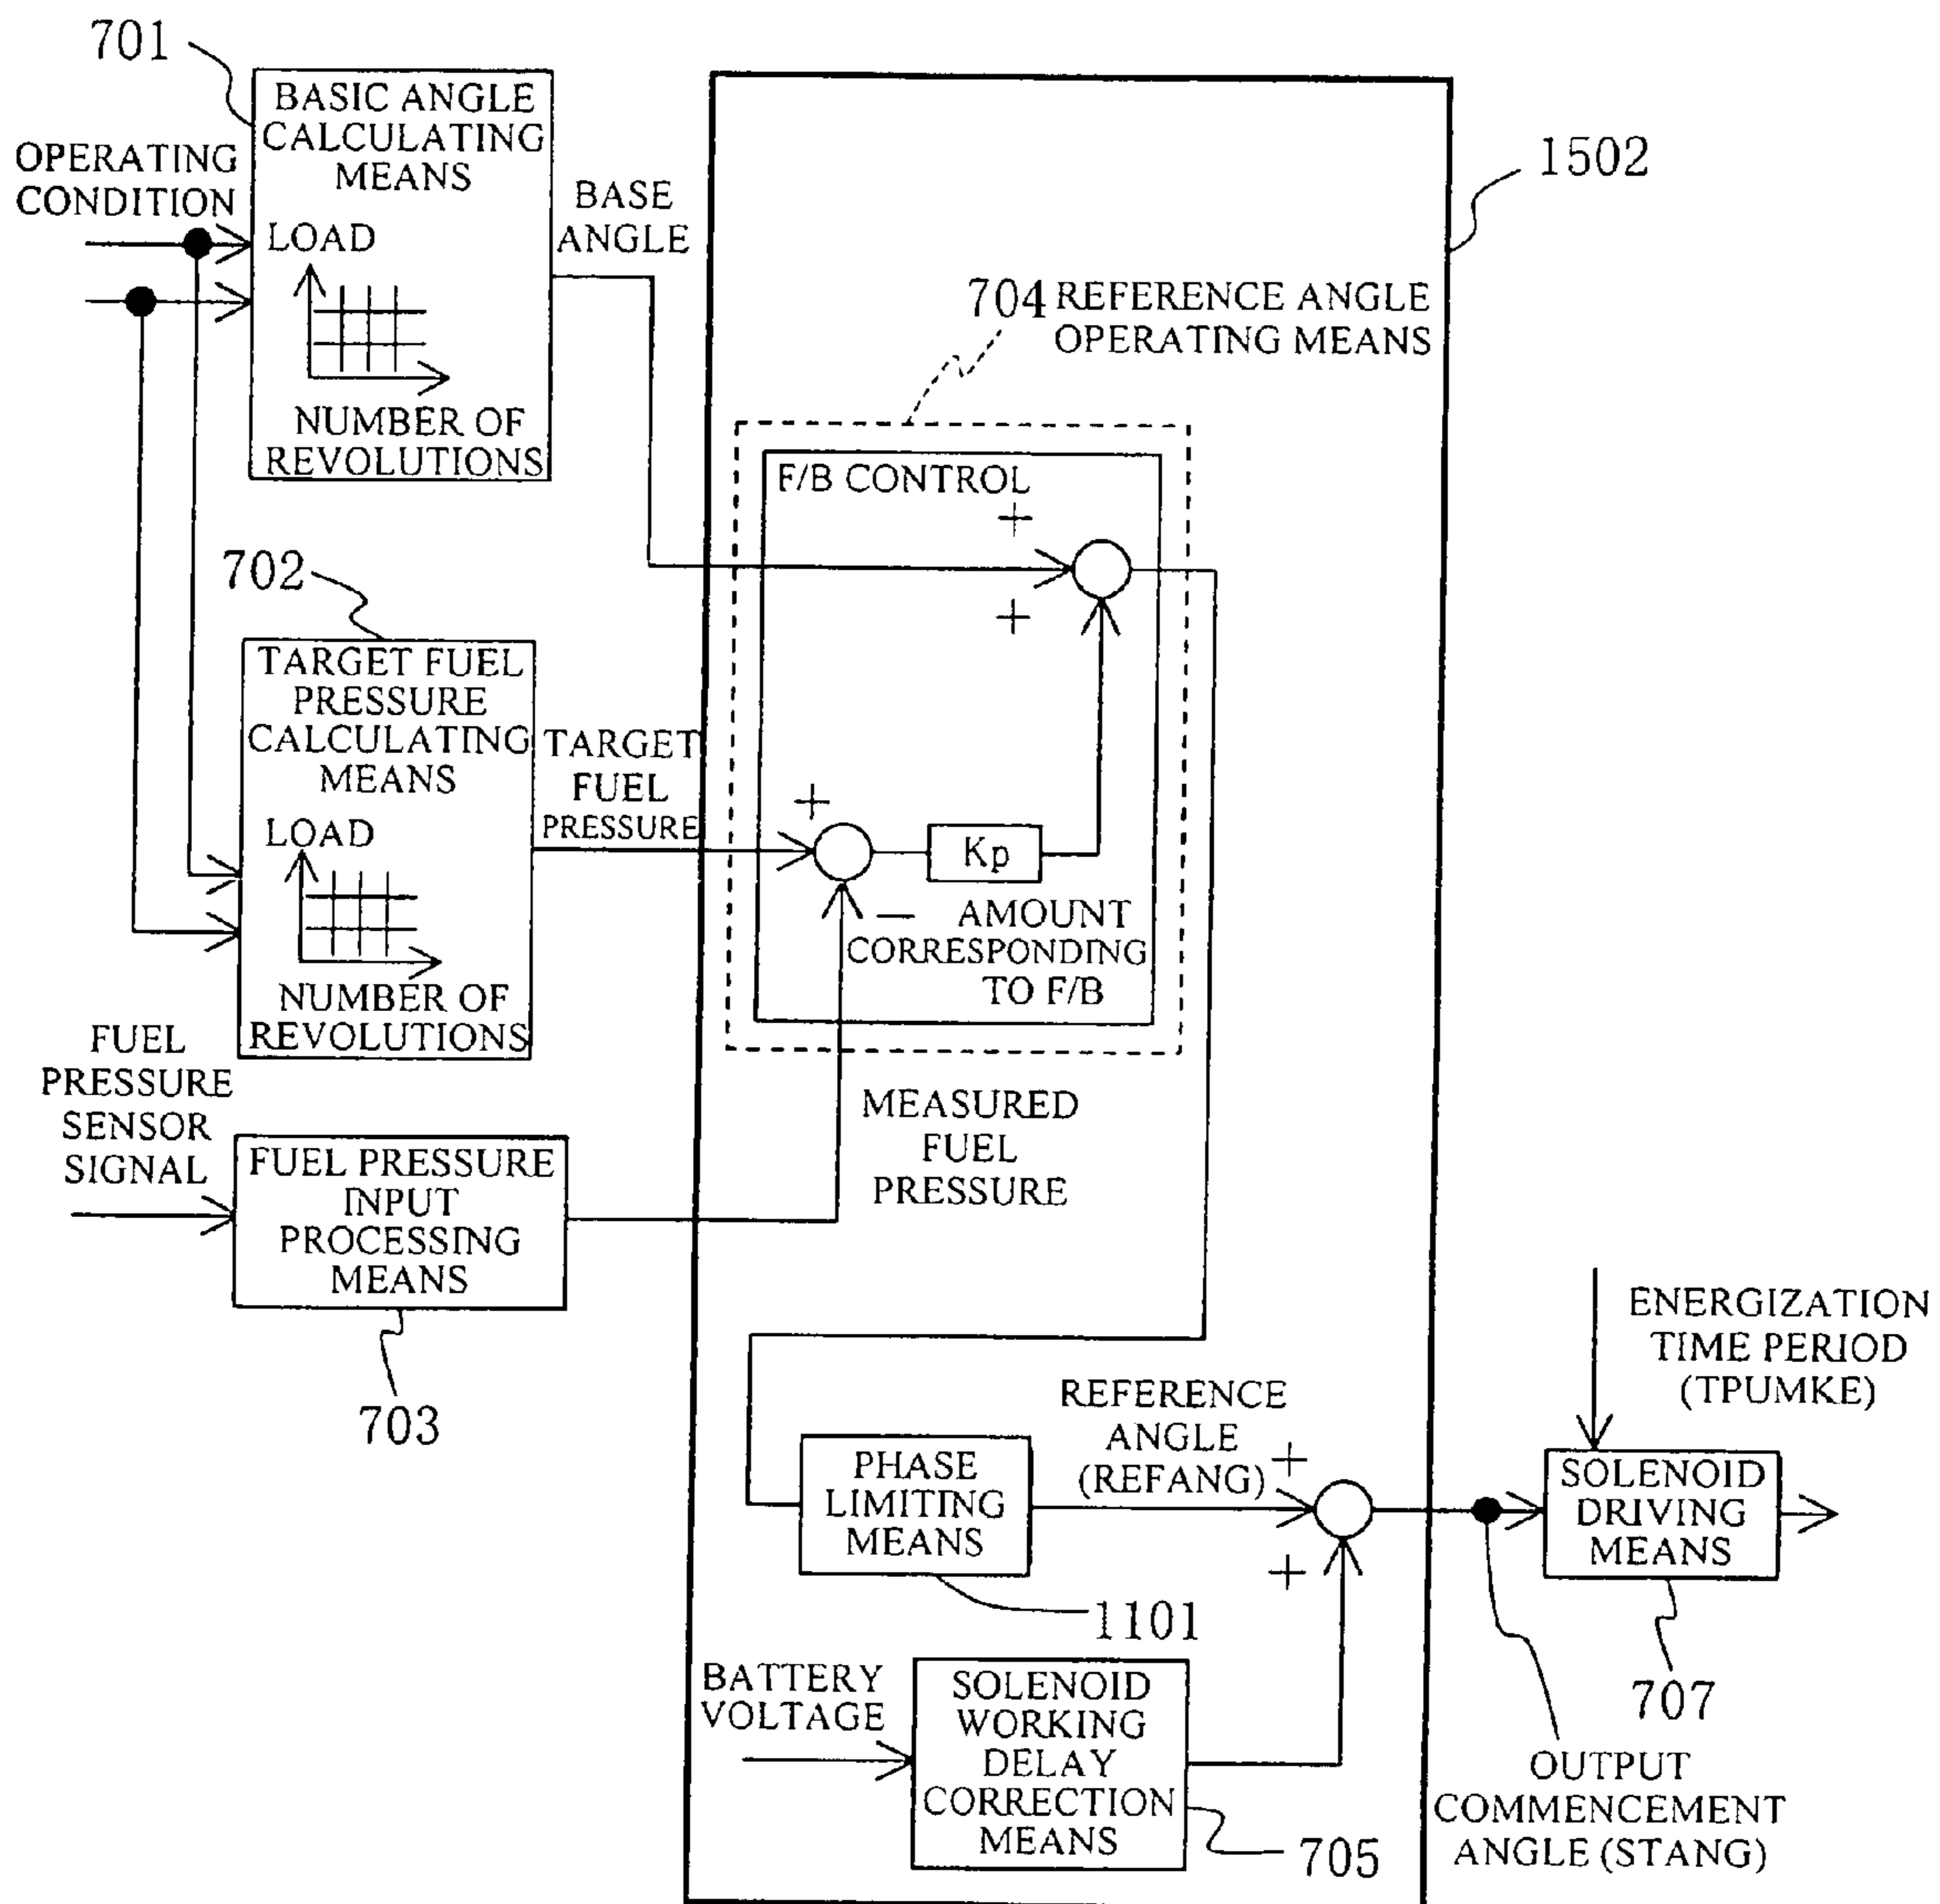 701
BASIC ANGLE
CALCULATING
MEANS
OPERATING
CONDITION
LOAD
NUMBER OF
REVOLUTIONS
BASE
ANGLE
1502
704 REFERENCE ANGLE
OPERATING MEANS
F/B CONTROL
+
+
702
TARGET FUEL
PRESSURE
CALCULATING
MEANS
LOAD
NUMBER OF
REVOLUTIONS
TARGET
FUEL
PRESSURE
+
Kp
— AMOUNT
CORRESPONDING
TO F/B
FUEL
PRESSURE
SENSOR
SIGNAL
FUEL PRESSURE
INPUT
PROCESSING
MEANS
703
MEASURED
FUEL
PRESSURE
ENERGIZATION
TIME PERIOD
(TPUMKE)
REFERENCE
ANGLE
(REFANG)
+
+
PHASE
LIMITING
MEANS
1101
SOLENOID
DRIVING
MEANS
707
BATTERY
VOLTAGE
SOLENOID
WORKING
DELAY
CORRECTION
MEANS
705
OUTPUT
COMMENCEMENT
ANGLE (STANG)